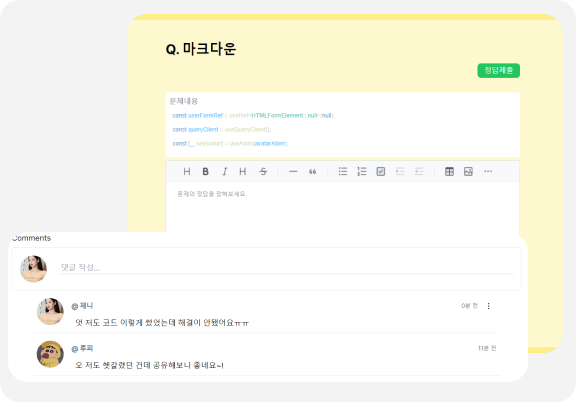 Q. 마크다운
정답제출
문제내용
const userFormRef = useRef<HTMLFormElement | null>(null);
const queryClient = useQueryClient();
const [_, setAvatar] = useAtom(avatarAtom);
H B I H S — 66 ...
문제의 정답을 맞혀보세요.
Comments
댓글 작성...
@ 제니
0분 전
앗 저도 코드 이렇게 썼었는데 해결이 안됐어요ㅠㅠ
@ 루피
11분 전
오 저도 헷갈렸던 건데 공유해보니 좋네요~!